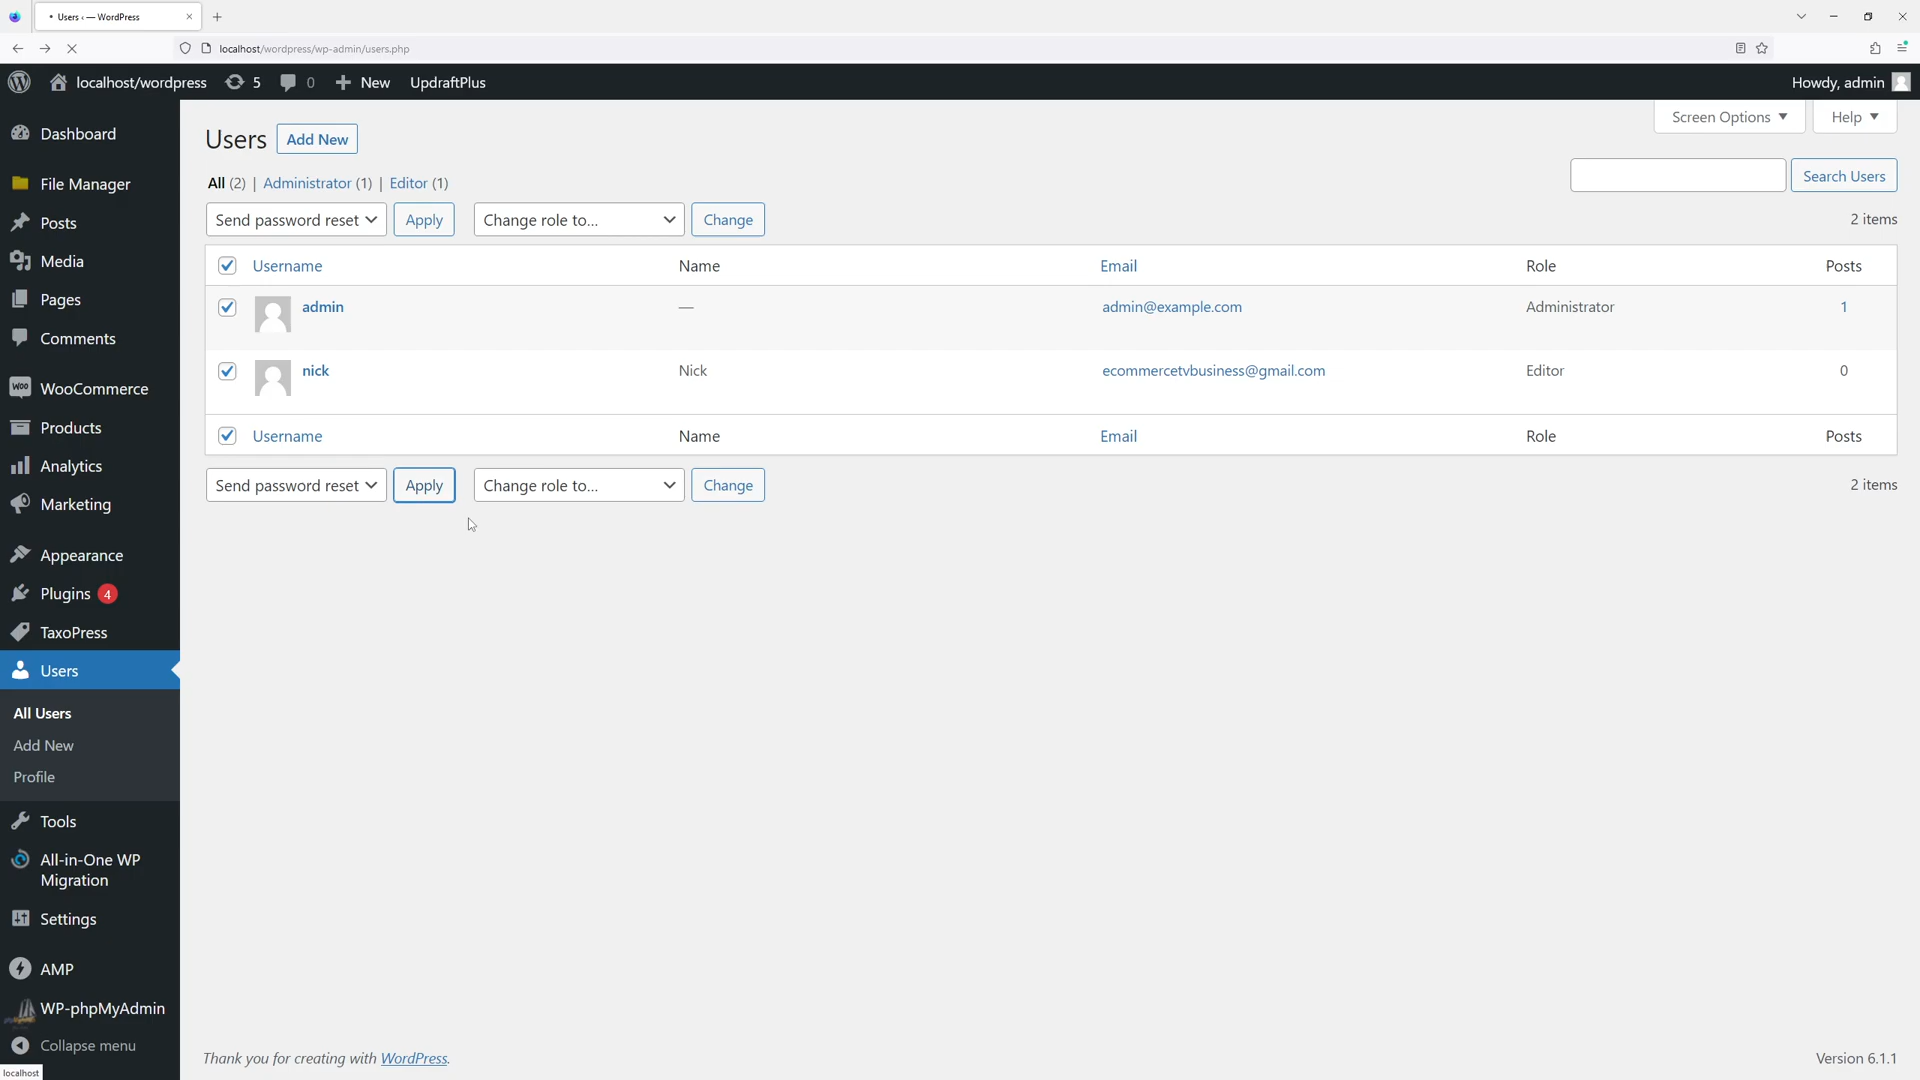 Users ‹ — WordPress
localhost/wordpress/wp-admin/users.php
localhost/wordpress 5 0 New UpdraftPlus Howdy, admin
Screen Options Help
Users Add New
All (2) | Administrator (1) | Editor (1)
Search Users
Send password reset Apply Change role to... Change 2 items
Username Name Email Role Posts
admin — admin@example.com Administrator 1
nick Nick ecommercetvbusiness@gmail.com Editor 0
Username Name Email Role Posts
Send password reset Apply Change role to... Change 2 items
Dashboard
File Manager
Posts
Media
Pages
Comments
Woo WooCommerce
Products
Analytics
Marketing
Appearance
Plugins 4
TaxoPress
Users
All Users
Add New
Profile
Tools
All-in-One WP
Migration
Settings
AMP
WP-phpMyAdmin
Collapse menu
Thank you for creating with WordPress. Version 6.1.1
localhost